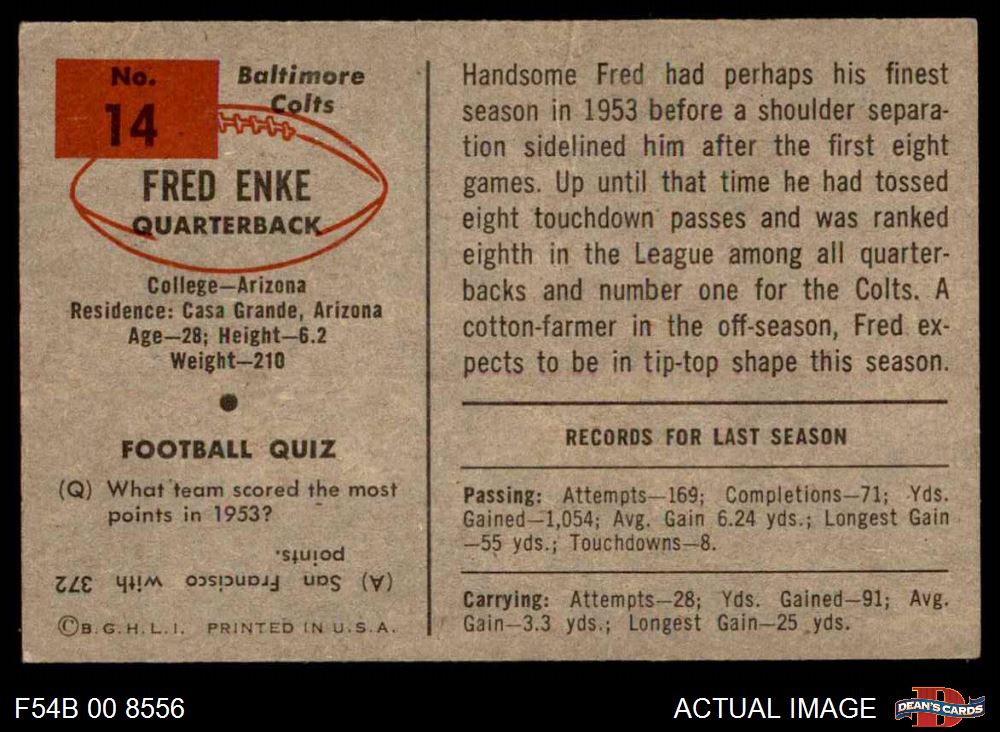 No.
14
Baltimore
Colts
FRED ENKE
QUARTERBACK
College—Arizona
Residence: Casa Grande, Arizona
Age—28; Height—6.2
Weight—210
FOOTBALL QUIZ
(Q) What team scored the most
points in 1953?
(A) San Francisco with 372
points.
©B.G.H.L.I. PRINTED IN U.S.A.
Handsome Fred had perhaps his finest
season in 1953 before a shoulder separa-
tion sidelined him after the first eight
games. Up until that time he had tossed
eight touchdown passes and was ranked
eighth in the League among all quarter-
backs and number one for the Colts. A
cotton-farmer in the off-season, Fred ex-
pects to be in tip-top shape this season.
RECORDS FOR LAST SEASON
Passing: Attempts—169; Completions—71; Yds.
Gained—1,054; Avg. Gain 6.24 yds.; Longest Gain
—55 yds.; Touchdowns—8.
Carrying: Attempts—28; Yds. Gained—91; Avg.
Gain—3.3 yds.; Longest Gain—25 yds.
F54B 00 8556
ACTUAL IMAGE
DEAN'S CARDS